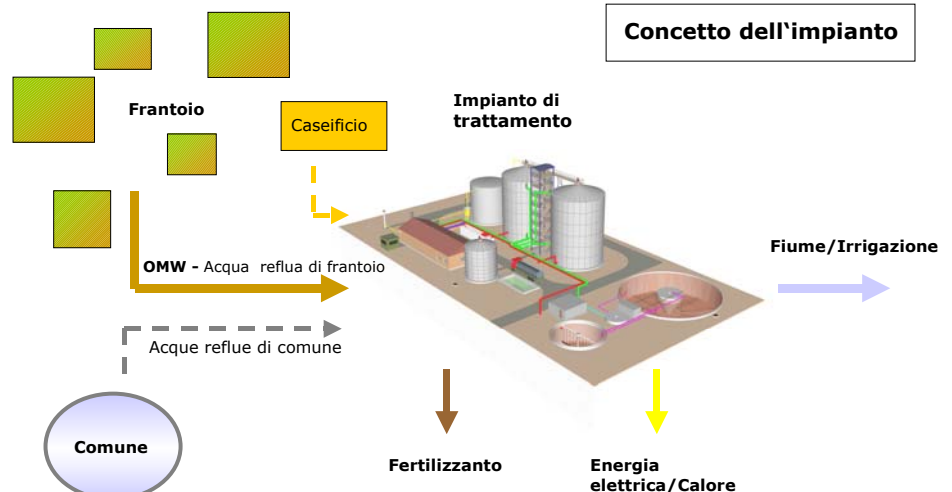 Concetto dell‘impianto
Frantoio
Caseificio
Impianto di
trattamento
Fiume/Irrigazione
OMW - Acqua reflua di frantoio
Acque reflue di comune
Comune
Fertilizzanto
Energia
elettrica/Calore